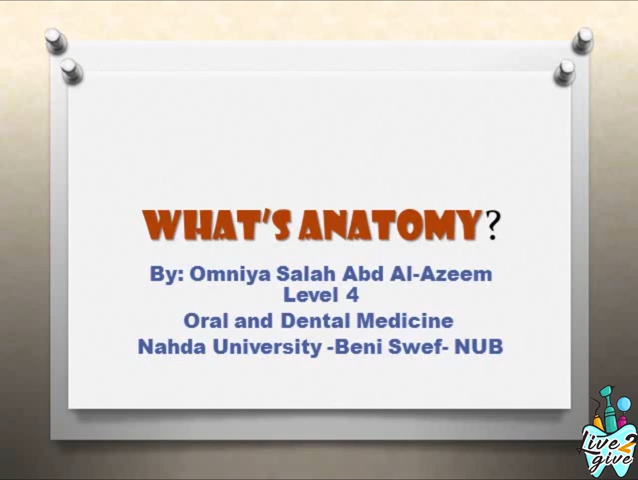 WHAT'S ANATOMY?
By: Omniya Salah Abd Al-Azeem
Level 4
Oral and Dental Medicine
Nahda University -Beni Swef- NUB
Live 2
give